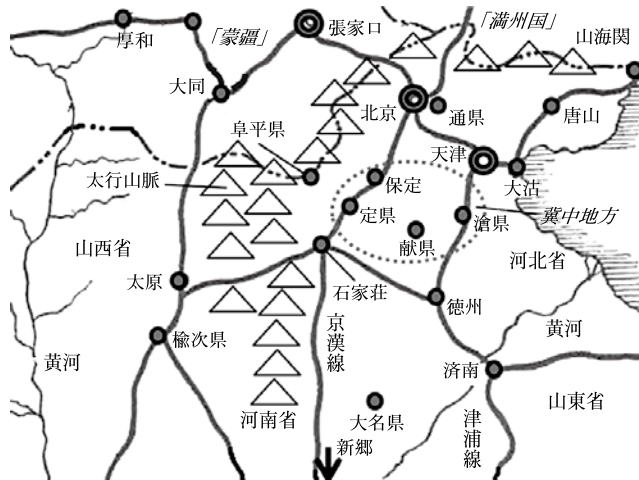 「満州国」
張家口
山海関
厚和
「蒙疆」
大同
北京
通県
唐山
阜平県
天津
大沽
太行山脈
保定
定県
滄県
冀中地方
献県
山西省
河北省
太原
石家荘
徳州
京漢線
黄河
楡次県
黄河
済南
河南省
大名県
津浦線
山東省
新郷